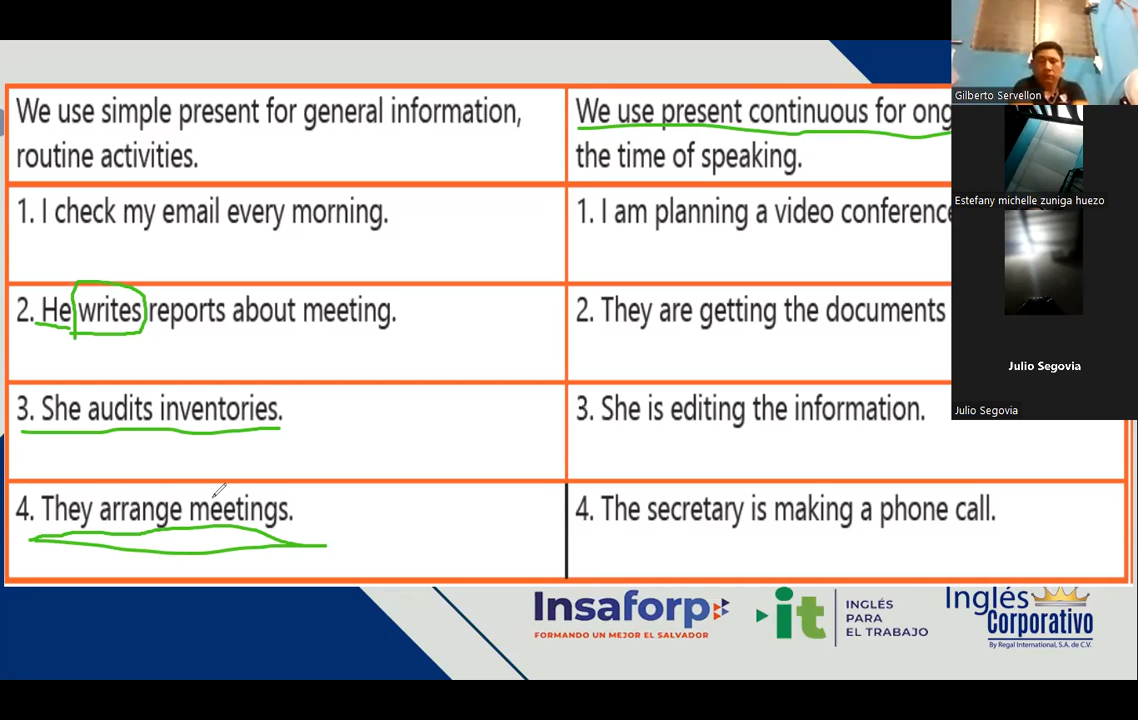 We use simple present for general information,
routine activities.
We use present continuous for ong
the time of speaking.
1. I check my email every morning.
1. I am planning a video conference
2. He writes reports about meeting.
2. They are getting the documents
3. She audits inventories.
3. She is editing the information.
4. They arrange meetings.
4. The secretary is making a phone call.
Gilberto Servellon
Estefany michelle zuniga huezo
Julio Segovia
Julio Segovia
Insaforp
FORMANDO UN MEJOR EL SALVADOR
it
INGLÉS
PARA
EL TRABAJO
Inglés
Corporativo
By Regal International, S.A. de C.V.